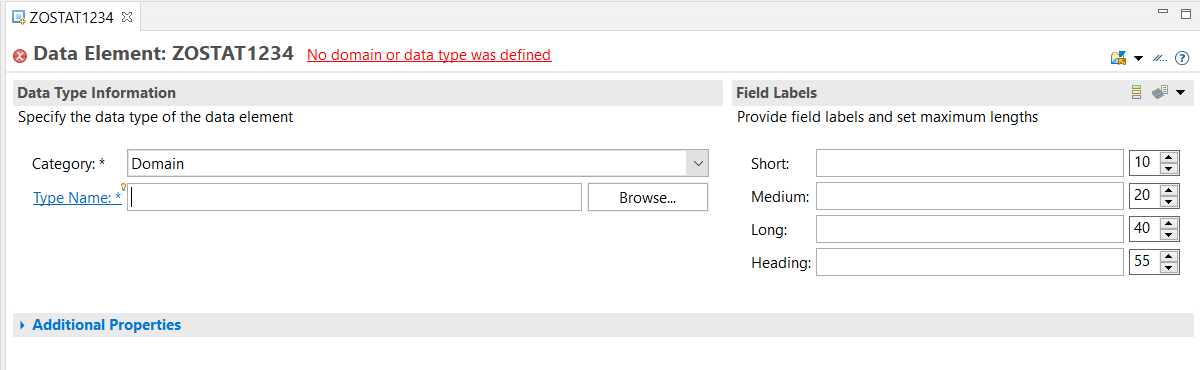 ZOSTAT1234
Data Element: ZOSTAT1234 No domain or data type was defined
Data Type Information
Specify the data type of the data element
Category: * Domain
Type Name: * Browse...
Field Labels
Provide field labels and set maximum lengths
Short: 10
Medium: 20
Long: 40
Heading: 55
Additional Properties